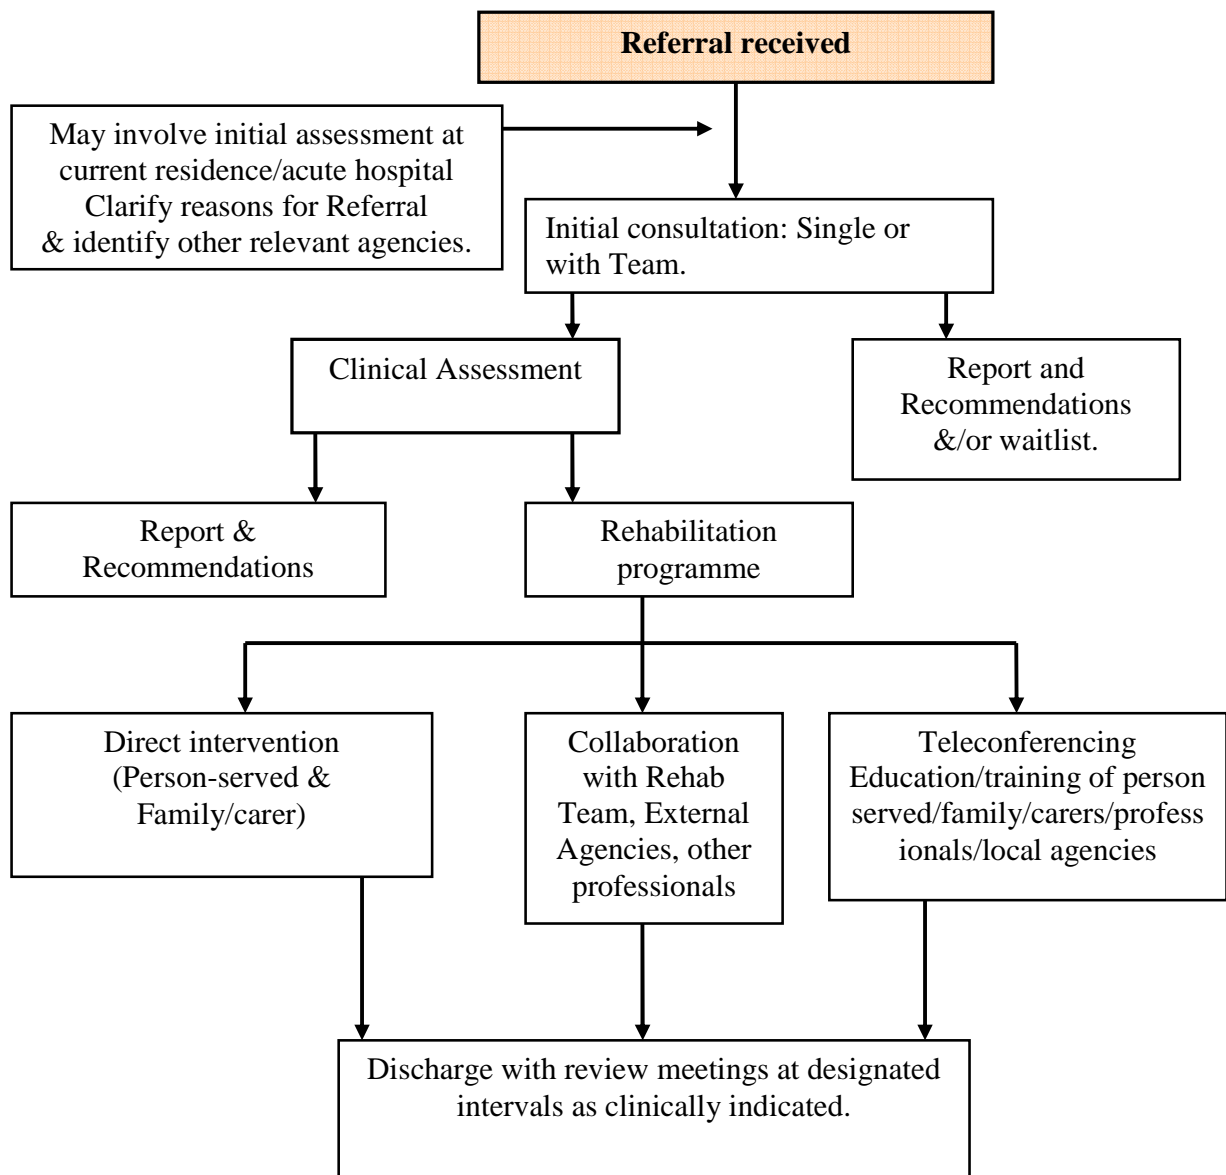 Referral received
May involve initial assessment at
current residence/acute hospital
Clarify reasons for Referral
& identify other relevant agencies.
Initial consultation: Single or
with Team.
Clinical Assessment
Report and
Recommendations
&/or waitlist.
Report &
Recommendations
Rehabilitation
programme
Direct intervention
(Person-served &
Family/carer)
Collaboration
with Rehab
Team, External
Agencies, other
professionals
Teleconferencing
Education/training of person
served/family/carers/profess
ionals/local agencies
Discharge with review meetings at designated
intervals as clinically indicated.